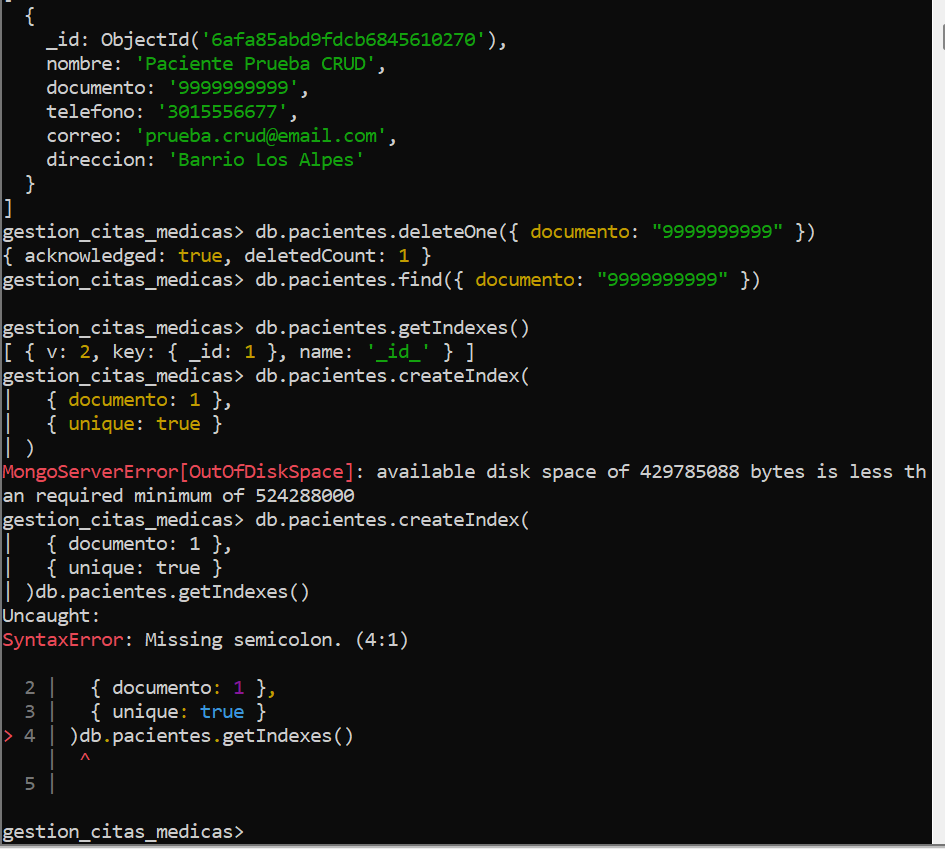 {
_id: ObjectId('6afa85abd9fdcb6845610270'),
nombre: 'Paciente Prueba CRUD',
documento: '9999999999',
telefono: '3015556677',
correo: 'prueba.crud@email.com',
direccion: 'Barrio Los Alpes'
}
]
gestion_citas_medicas> db.pacientes.deleteOne({ documento: "9999999999" })
{ acknowledged: true, deletedCount: 1 }
gestion_citas_medicas> db.pacientes.find({ documento: "9999999999" })
gestion_citas_medicas> db.pacientes.getIndexes()
[ { v: 2, key: { _id: 1 }, name: '_id_' } ]
gestion_citas_medicas> db.pacientes.createIndex(
|   { documento: 1 },
|   { unique: true }
| )
MongoServerError[OutOfDiskSpace]: available disk space of 429785088 bytes is less th
an required minimum of 524288000
gestion_citas_medicas> db.pacientes.createIndex(
|   { documento: 1 },
|   { unique: true }
| )db.pacientes.getIndexes()
Uncaught:
SyntaxError: Missing semicolon. (4:1)
2 |   { documento: 1 },
3 |   { unique: true }
> 4 | )db.pacientes.getIndexes()
|  ^
5 |
gestion_citas_medicas>